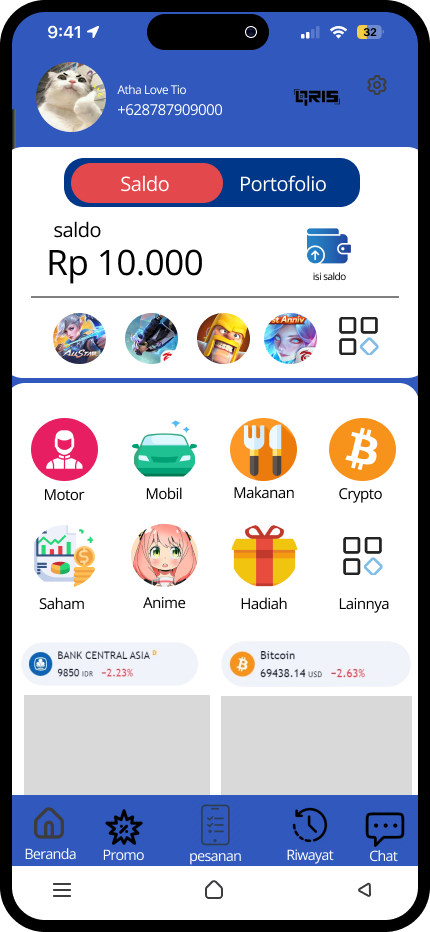 9:41
32
Atha Love Tio
+628787909000
QRIS
Saldo
Portofolio
saldo
Rp 10.000
isi saldo
ALL STAR
st Anniv
Motor
Mobil
Makanan
Crypto
Saham
Anime
Hadiah
Lainnya
BANK CENTRAL ASIA D
9850 IDR −2.23%
Bitcoin
69438.14 USD −2.63%
Beranda
Promo
pesanan
Riwayat
Chat